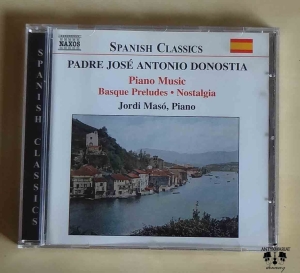 NAXOS
SPANISH CLASSICS
PADRE JOSÉ ANTONIO DONOSTIA
Piano Music
Basque Preludes • Nostalgia
Jordi Masó, Piano
SPANISH CLASSICS